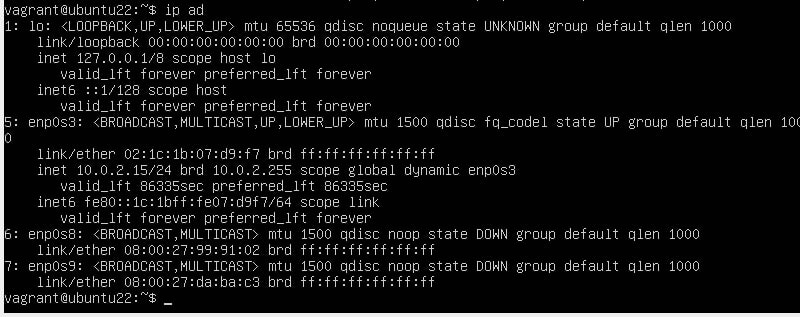 vagrant@ubuntu22:~$ ip ad
1: lo: <LOOPBACK,UP,LOWER_UP> mtu 65536 qdisc noqueue state UNKNOWN group default qlen 1000
    link/loopback 00:00:00:00:00:00 brd 00:00:00:00:00:00
    inet 127.0.0.1/8 scope host lo
       valid_lft forever preferred_lft forever
    inet6 ::1/128 scope host
       valid_lft forever preferred_lft forever
5: enp0s3: <BROADCAST,MULTICAST,UP,LOWER_UP> mtu 1500 qdisc fq_codel state UP group default qlen 100
0
    link/ether 02:1c:1b:07:d9:f7 brd ff:ff:ff:ff:ff:ff
    inet 10.0.2.15/24 brd 10.0.2.255 scope global dynamic enp0s3
       valid_lft 86335sec preferred_lft 86335sec
    inet6 fe80::1c:1bff:fe07:d9f7/64 scope link
       valid_lft forever preferred_lft forever
6: enp0s8: <BROADCAST,MULTICAST> mtu 1500 qdisc noop state DOWN group default qlen 1000
    link/ether 08:00:27:99:91:02 brd ff:ff:ff:ff:ff:ff
7: enp0s9: <BROADCAST,MULTICAST> mtu 1500 qdisc noop state DOWN group default qlen 1000
    link/ether 08:00:27:da:ba:c3 brd ff:ff:ff:ff:ff:ff
vagrant@ubuntu22:~$ _